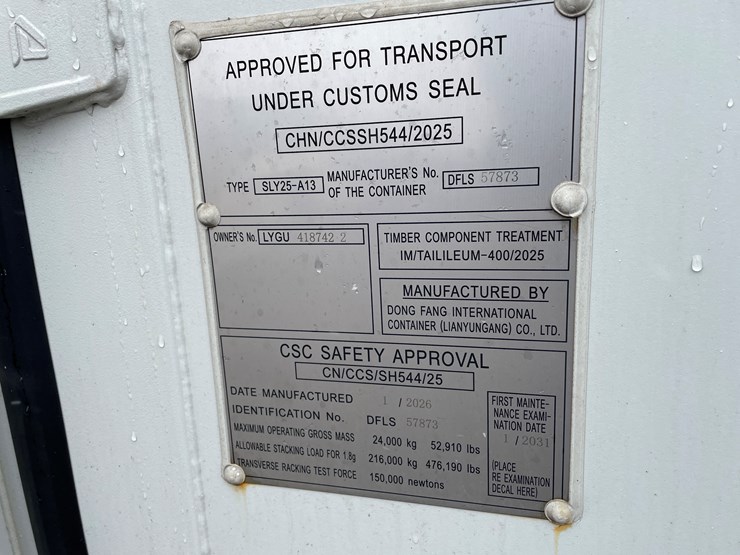 APPROVED FOR TRANSPORT
UNDER CUSTOMS SEAL
CHN/CCSSH544/2025
TYPE SLY25-A13 MANUFACTURER'S No. OF THE CONTAINER DFLS 57873
OWNER'S No. LYGU 418742 2
TIMBER COMPONENT TREATMENT
IM/TAILILEUM-400/2025
MANUFACTURED BY
DONG FANG INTERNATIONAL
CONTAINER (LIANYUNGANG) CO., LTD.
CSC SAFETY APPROVAL
CN/CCS/SH544/25
DATE MANUFACTURED 1 / 2026
IDENTIFICATION No. DFLS 57873
MAXIMUM OPERATING GROSS MASS 24,000 kg 52,910 lbs
ALLOWABLE STACKING LOAD FOR 1.8g 216,000 kg 476,190 lbs
TRANSVERSE RACKING TEST FORCE 150,000 newtons
FIRST MAINTE-
NANCE EXAMI-
NATION DATE
1 / 2031
(PLACE
RE EXAMINATION
DECAL HERE)